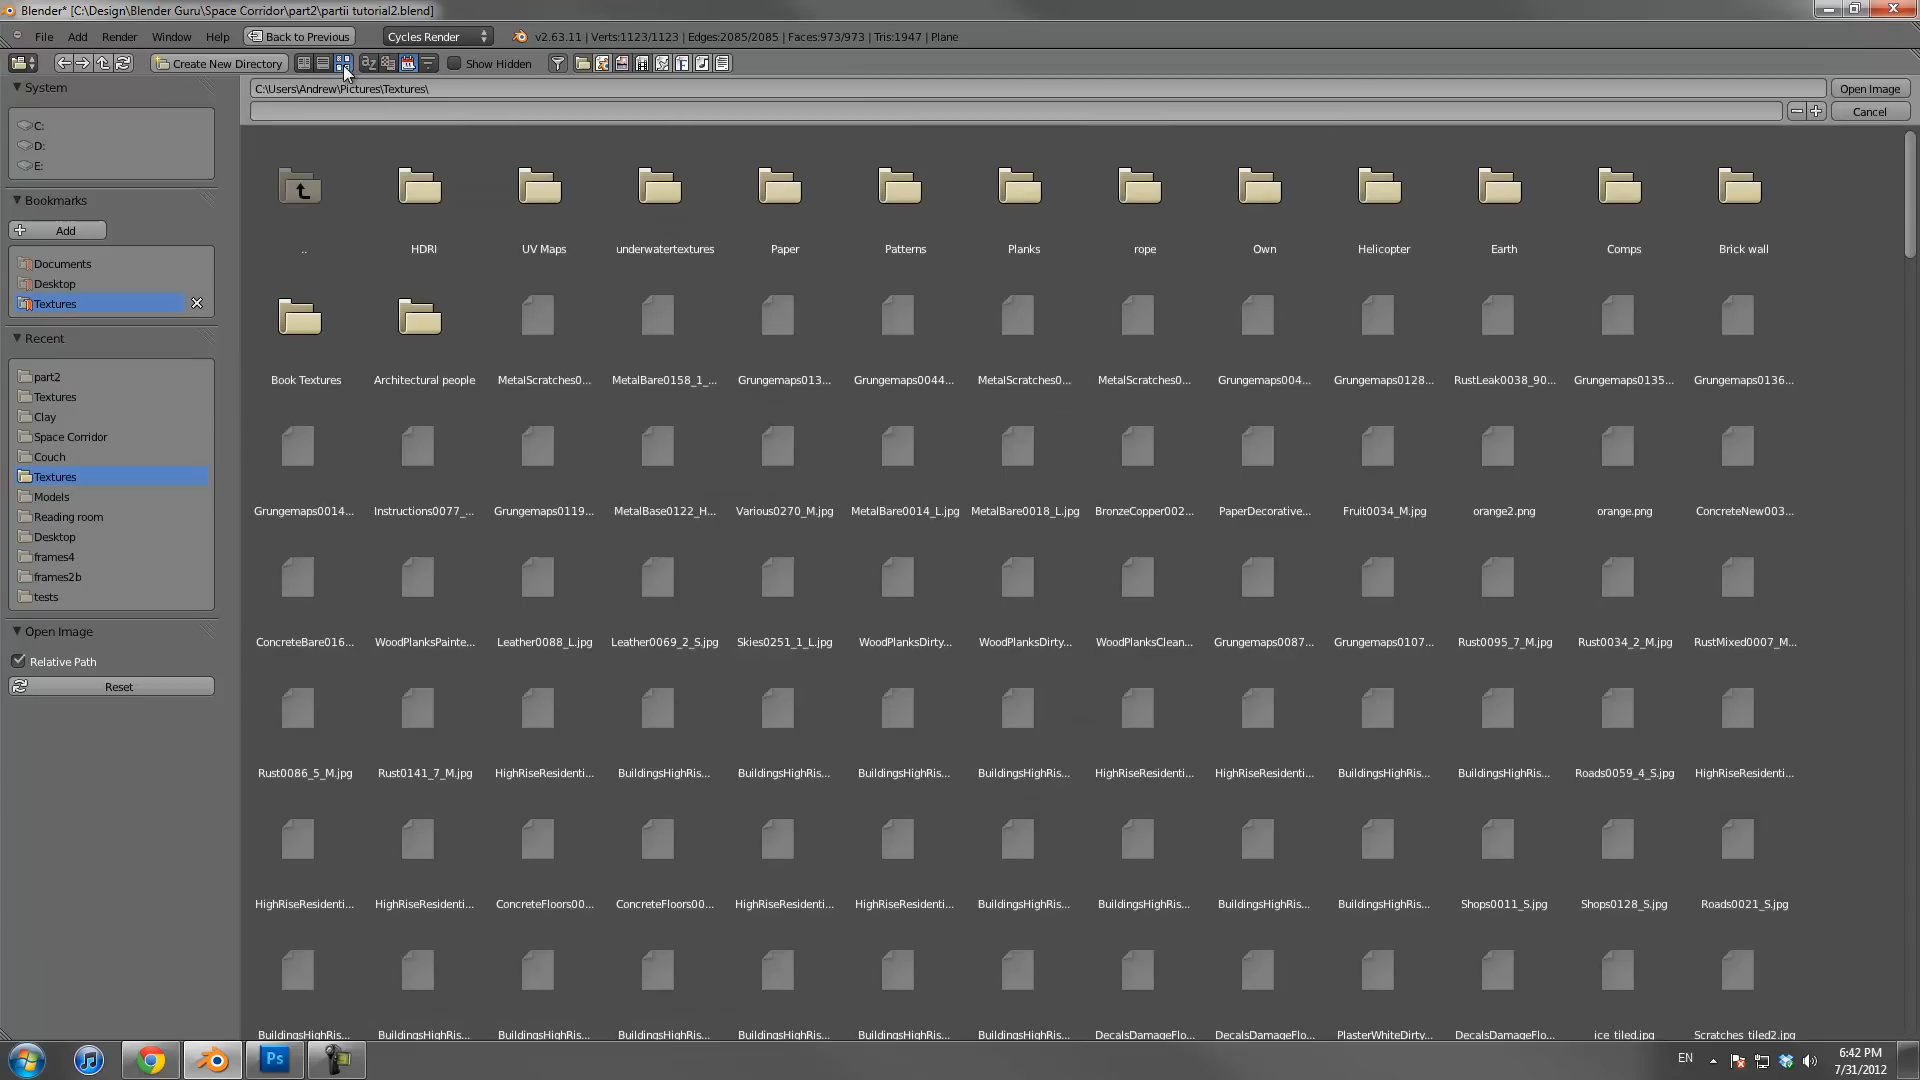 Blender* [C:\Design\Blender Guru\Space Corridor\part2\partii tutorial2.blend]
File Add Render Window Help Back to Previous Cycles Render v2.63.11 | Verts:1123/1123 | Edges:2085/2085 | Faces:973/973 | Tris:1947 | Plane
Create New Directory Show Hidden
System
C:
D:
E:
Bookmarks
Add
Documents
Desktop
Textures
Recent
part2
Textures
Clay
Space Corridor
Couch
Textures
Models
Reading room
Desktop
frames4
frames2b
tests
Open Image
Relative Path
Reset
C:\Users\Andrew\Pictures\Textures\
Open Image
Cancel
.. HDRI UV Maps underwatertextures Paper Patterns Planks rope Own Helicopter Earth Comps Brick wall
Book Textures Architectural people MetalScratches0... MetalBare0158_1_... Grungemaps013... Grungemaps0044... MetalScratches0... MetalScratches0... Grungemaps004... Grungemaps0128... RustLeak0038_90... Grungemaps0135... Grungemaps0136...
Grungemaps0014... Instructions0077_... Grungemaps0119... MetalBase0122_H... Various0270_M.jpg MetalBare0014_L.jpg MetalBare0018_L.jpg BronzeCopper002... PaperDecorative... Fruit0034_M.jpg orange2.png orange.png ConcreteNew003...
ConcreteBare016... WoodPlanksPainte... Leather0088_L.jpg Leather0069_2_S.jpg Skies0251_1_L.jpg WoodPlanksDirty... WoodPlanksDirty... WoodPlanksClean... Grungemaps0087... Grungemaps0107... Rust0095_7_M.jpg Rust0034_2_M.jpg RustMixed0007_M...
Rust0086_5_M.jpg Rust0141_7_M.jpg HighRiseResidenti... BuildingsHighRis... BuildingsHighRis... BuildingsHighRis... BuildingsHighRis... HighRiseResidenti... HighRiseResidenti... BuildingsHighRis... BuildingsHighRis... Roads0059_4_S.jpg HighRiseResidenti...
HighRiseResidenti... HighRiseResidenti... ConcreteFloors00... ConcreteFloors00... HighRiseResidenti... HighRiseResidenti... BuildingsHighRis... BuildingsHighRis... BuildingsHighRis... BuildingsHighRis... Shops0011_S.jpg Shops0128_S.jpg Roads0021_S.jpg
BuildingsHighRis... BuildingsHighRis... BuildingsHighRis... BuildingsHighRis... BuildingsHighRis... BuildingsHighRis... BuildingsHighRis... DecalsDamageFlo... DecalsDamageFlo... PlasterWhiteDirty... DecalsDamageFlo... ice_tiled.jpg Scratches_tiled2.jpg
Ps
EN
6:42 PM
7/31/2012